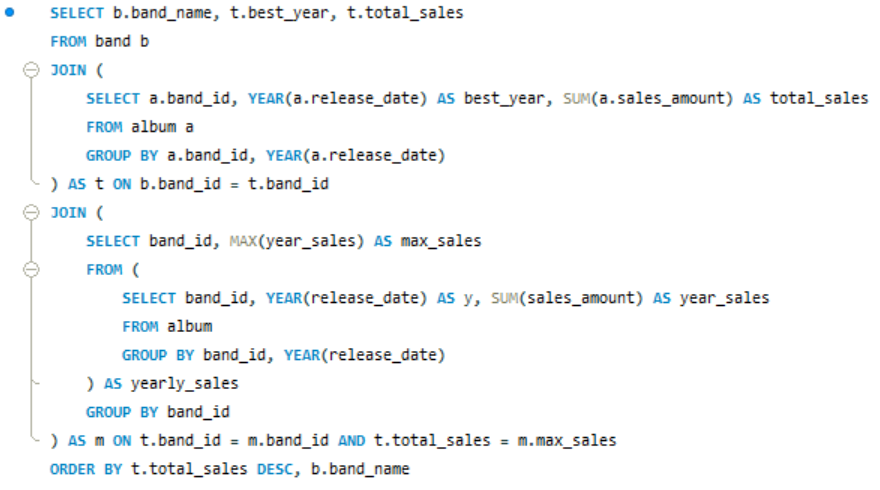 SELECT b.band_name, t.best_year, t.total_sales
FROM band b
JOIN (
    SELECT a.band_id, YEAR(a.release_date) AS best_year, SUM(a.sales_amount) AS total_sales
    FROM album a
    GROUP BY a.band_id, YEAR(a.release_date)
) AS t ON b.band_id = t.band_id
JOIN (
    SELECT band_id, MAX(year_sales) AS max_sales
    FROM (
        SELECT band_id, YEAR(release_date) AS y, SUM(sales_amount) AS year_sales
        FROM album
        GROUP BY band_id, YEAR(release_date)
    ) AS yearly_sales
    GROUP BY band_id
) AS m ON t.band_id = m.band_id AND t.total_sales = m.max_sales
ORDER BY t.total_sales DESC, b.band_name